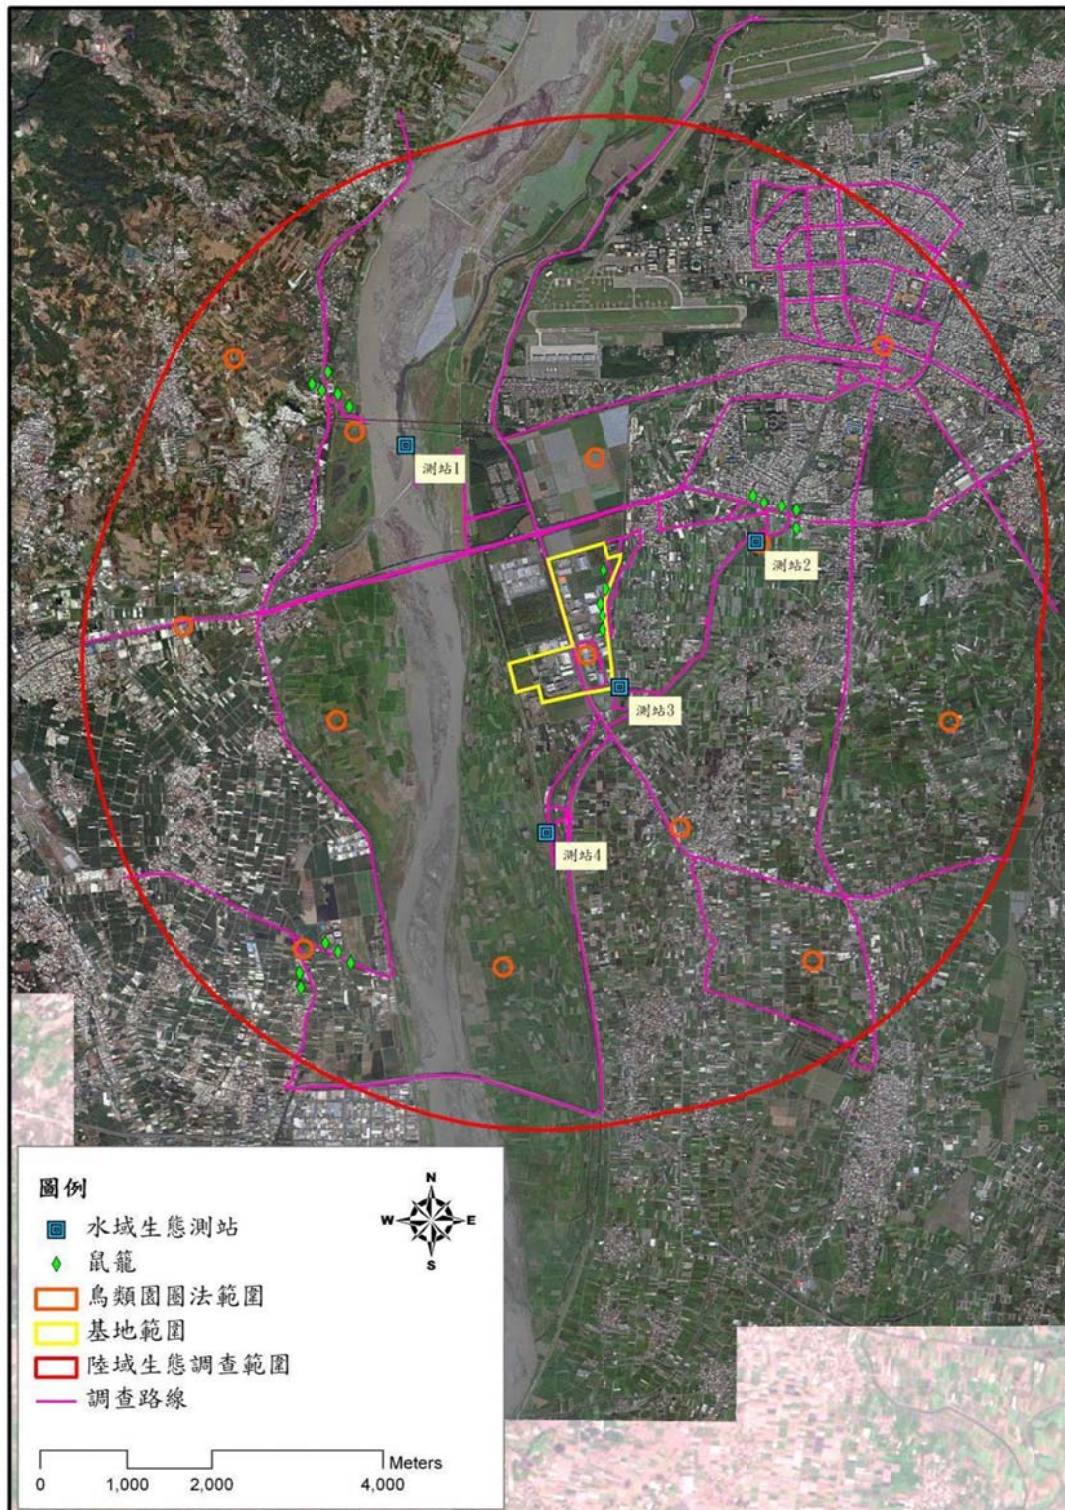 測站1
測站2
測站3
測站4
圖例
水域生態測站
鼠籠
鳥類園圈法範圍
基地範圍
陸域生態調查範圍
調查路線
N
W E
S
Meters
0 1,000 2,000 4,000